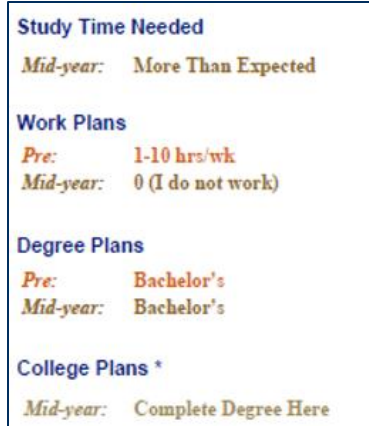 Study Time Needed
Mid-year: More Than Expected
Work Plans
Pre: 1-10 hrs/wk
Mid-year: 0 (I do not work)
Degree Plans
Pre: Bachelor's
Mid-year: Bachelor's
College Plans *
Mid-year: Complete Degree Here